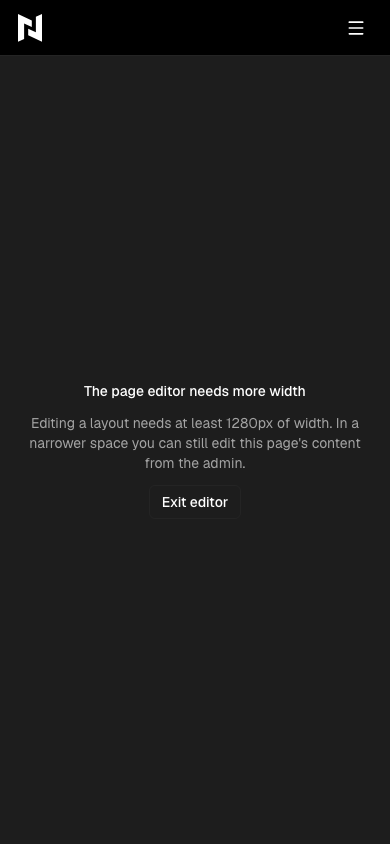 The page editor needs more width
Editing a layout needs at least 1280px of width. In a
narrower space you can still edit this page's content
from the admin.
Exit editor